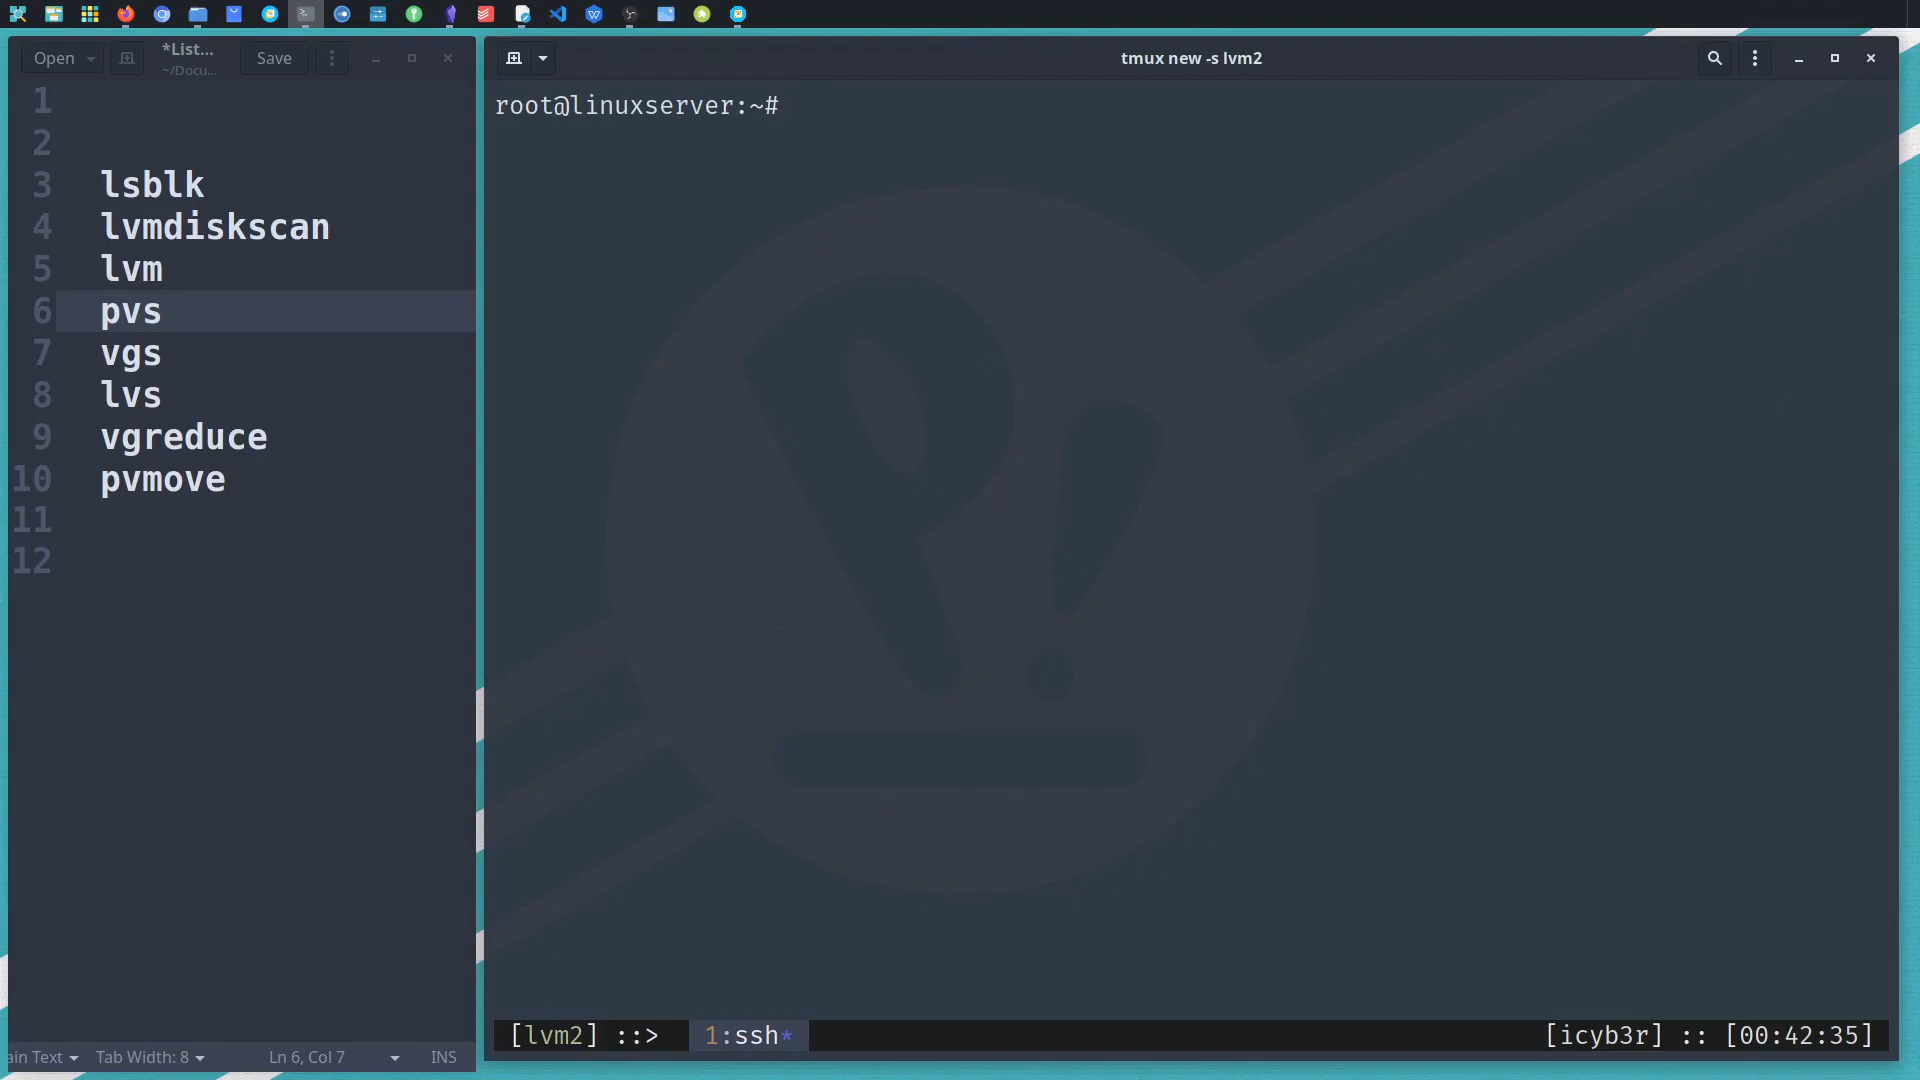 Open
*List...
~/Docu...
Save
1
2
3 lsblk
4 lvmdiskscan
5 lvm
6 pvs
7 vgs
8 lvs
9 vgreduce
10 pvmove
11
12
ain Text Tab Width: 8 Ln 6, Col 7 INS
tmux new -s lvm2
root@linuxserver:~#
[lvm2] ::> 1:ssh* [icyb3r] :: [00:42:35]